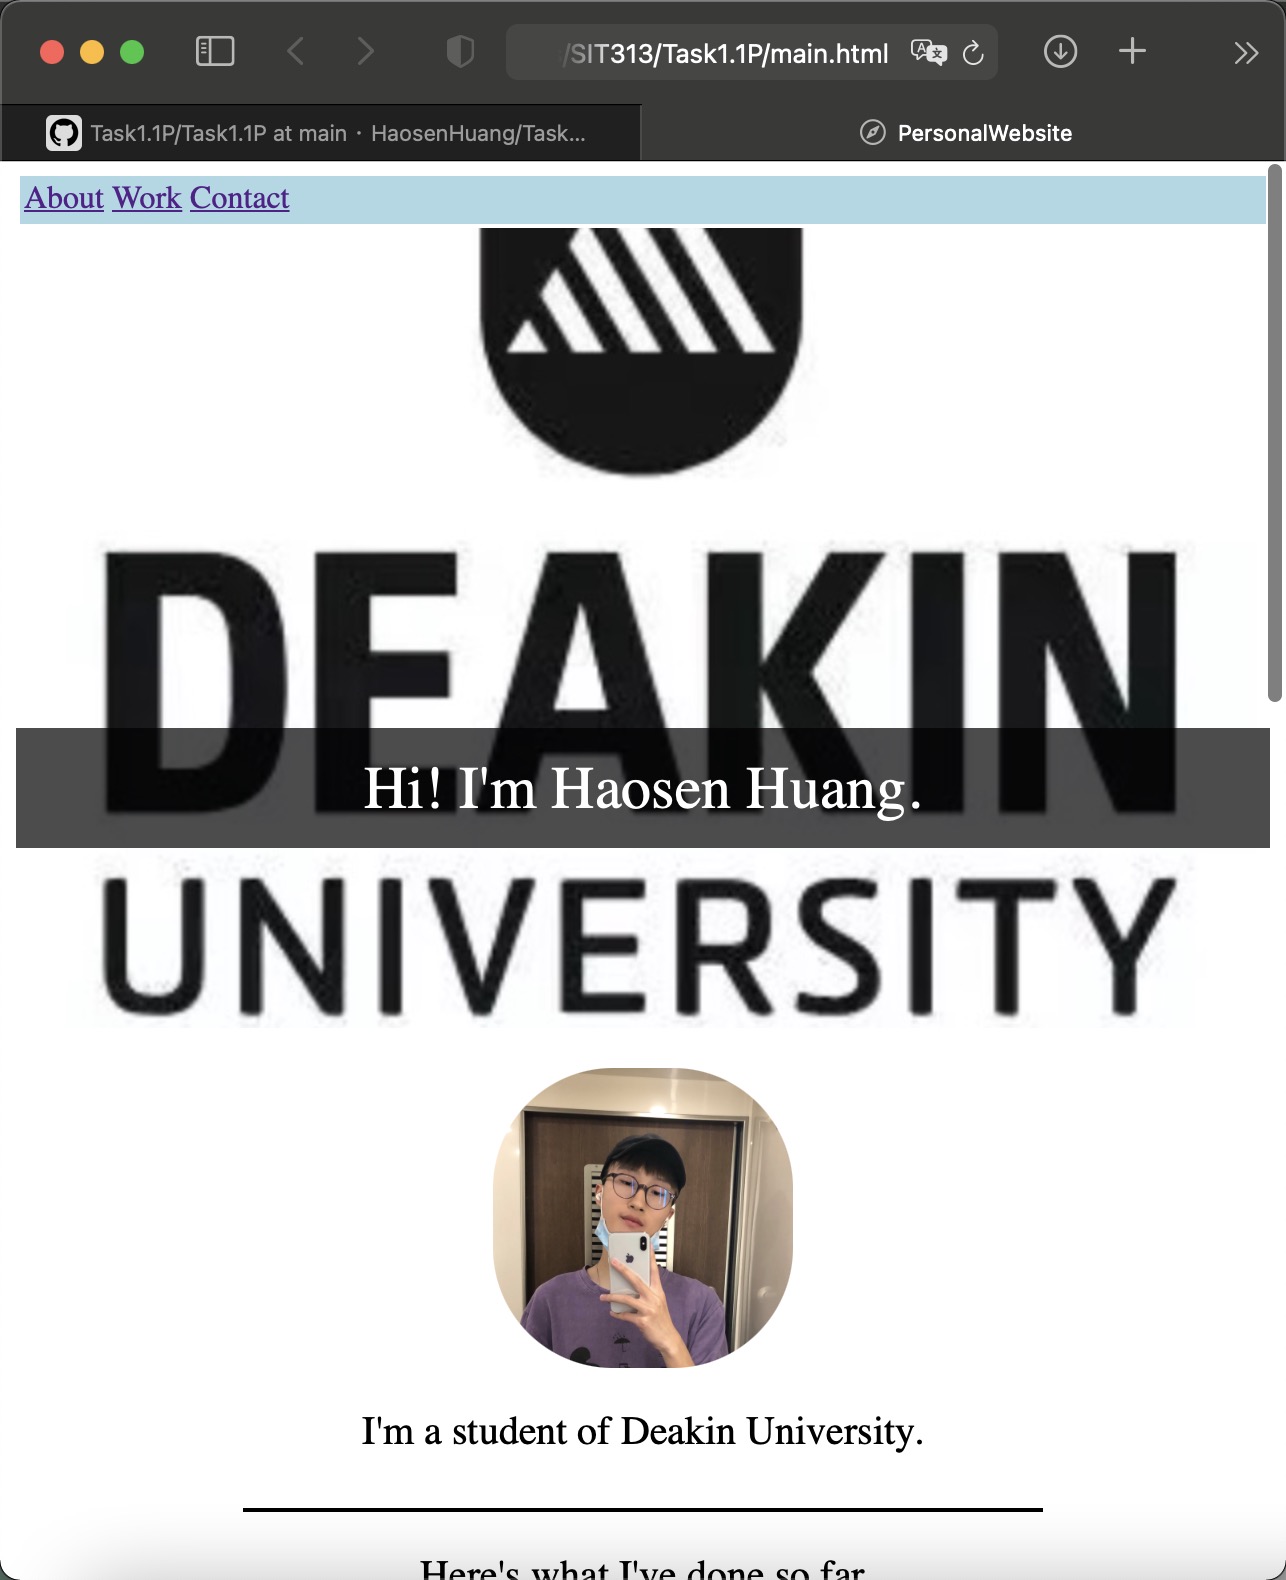 /SIT313/Task1.1P/main.html
Task1.1P/Task1.1P at main · HaosenHuang/Task...
PersonalWebsite
About Work Contact
DEAKIN
Hi! I'm Haosen Huang.
UNIVERSITY
I'm a student of Deakin University.
Here's what I've done so far